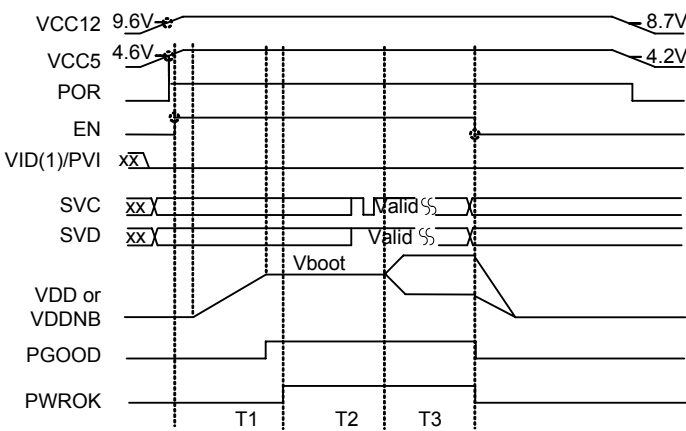 VCC12 9.6V 8.7V
VCC5 4.6V 4.2V
POR
EN
VID(1)/PVI xx
SVC xx Valid
SVD xx Valid
Vboot
VDD or
VDDNB
PGOOD
PWROK
T1 T2 T3